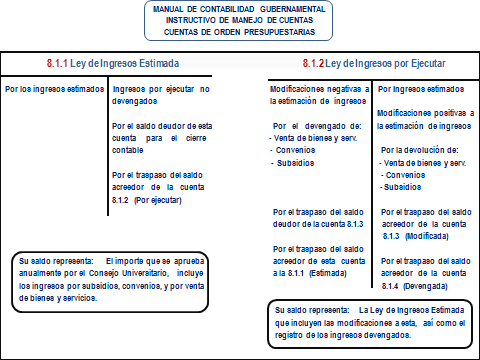 MANUAL DE CONTABILIDAD GUBERNAMENTAL
INSTRUCTIVO DE MANEJO DE CUENTAS
CUENTAS DE ORDEN PRESUPUESTARIAS
8.1.1 Ley de Ingresos Estimada
Por los ingresos estimados
Ingresos por ejecutar no
devengados
Por el saldo deudor de esta
cuenta para el cierre
contable
Por el traspaso del saldo
acreedor de la cuenta
8.1.2 (Por ejecutar)
Su saldo representa: El importe que se aprueba
anualmente por el Consejo Universitario, incluye
los ingresos por subsidios, convenios, y por venta
de bienes y servicios.
8.1.2 Ley de Ingresos por Ejecutar
Modificaciones negativas a
la estimación de ingresos
Por el devengado de:
- Venta de bienes y serv.
- Convenios
- Subsidios
Por el traspaso del saldo
deudor de la cuenta 8.1.3
Por el traspaso del saldo
acreedor de esta cuenta
a la 8.1.1 (Estimada)
Por Ingresos estimados
Modificaciones positivas a
la estimación de ingresos
Por la devolución de:
- Venta de bienes y serv.
- Convenios
- Subsidios
Por el traspaso del saldo
acreedor de la cuenta
8.1.3 (Modificada)
Por el traspaso del saldo
acreedor de la cuenta
8.1.4 (Devengada)
Su saldo representa: La Ley de Ingresos Estimada
que incluyen las modificaciones a esta, así como el
registro de los ingresos devengados.